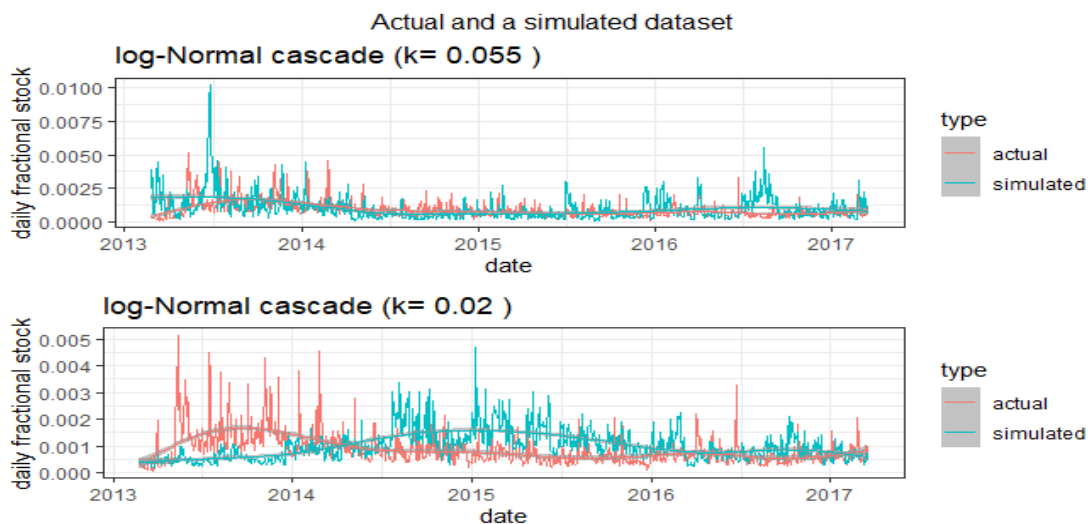 Actual and a simulated dataset
log-Normal cascade (k= 0.055 )
daily fractional stock
0.0100
0.0075
0.0050
0.0025
0.0000
2013 2014 2015 2016 2017
date
type
actual
simulated
log-Normal cascade (k= 0.02 )
daily fractional stock
0.005
0.004
0.003
0.002
0.001
0.000
2013 2014 2015 2016 2017
date
type
actual
simulated